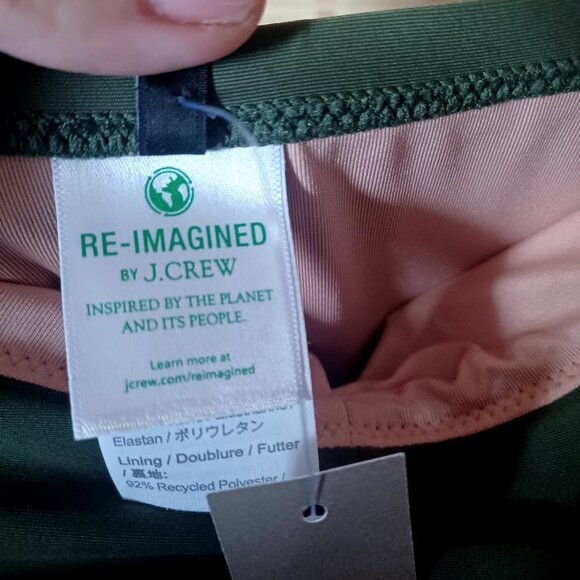 RE-IMAGINED
BY J.CREW
INSPIRED BY THE PLANET
AND ITS PEOPLE.
Learn more at
jcrew.com/reimagined
Elastan / ポリウレタン
Lining / Doublure / Futter
/ 裏地:
92% Recycled Polyester /